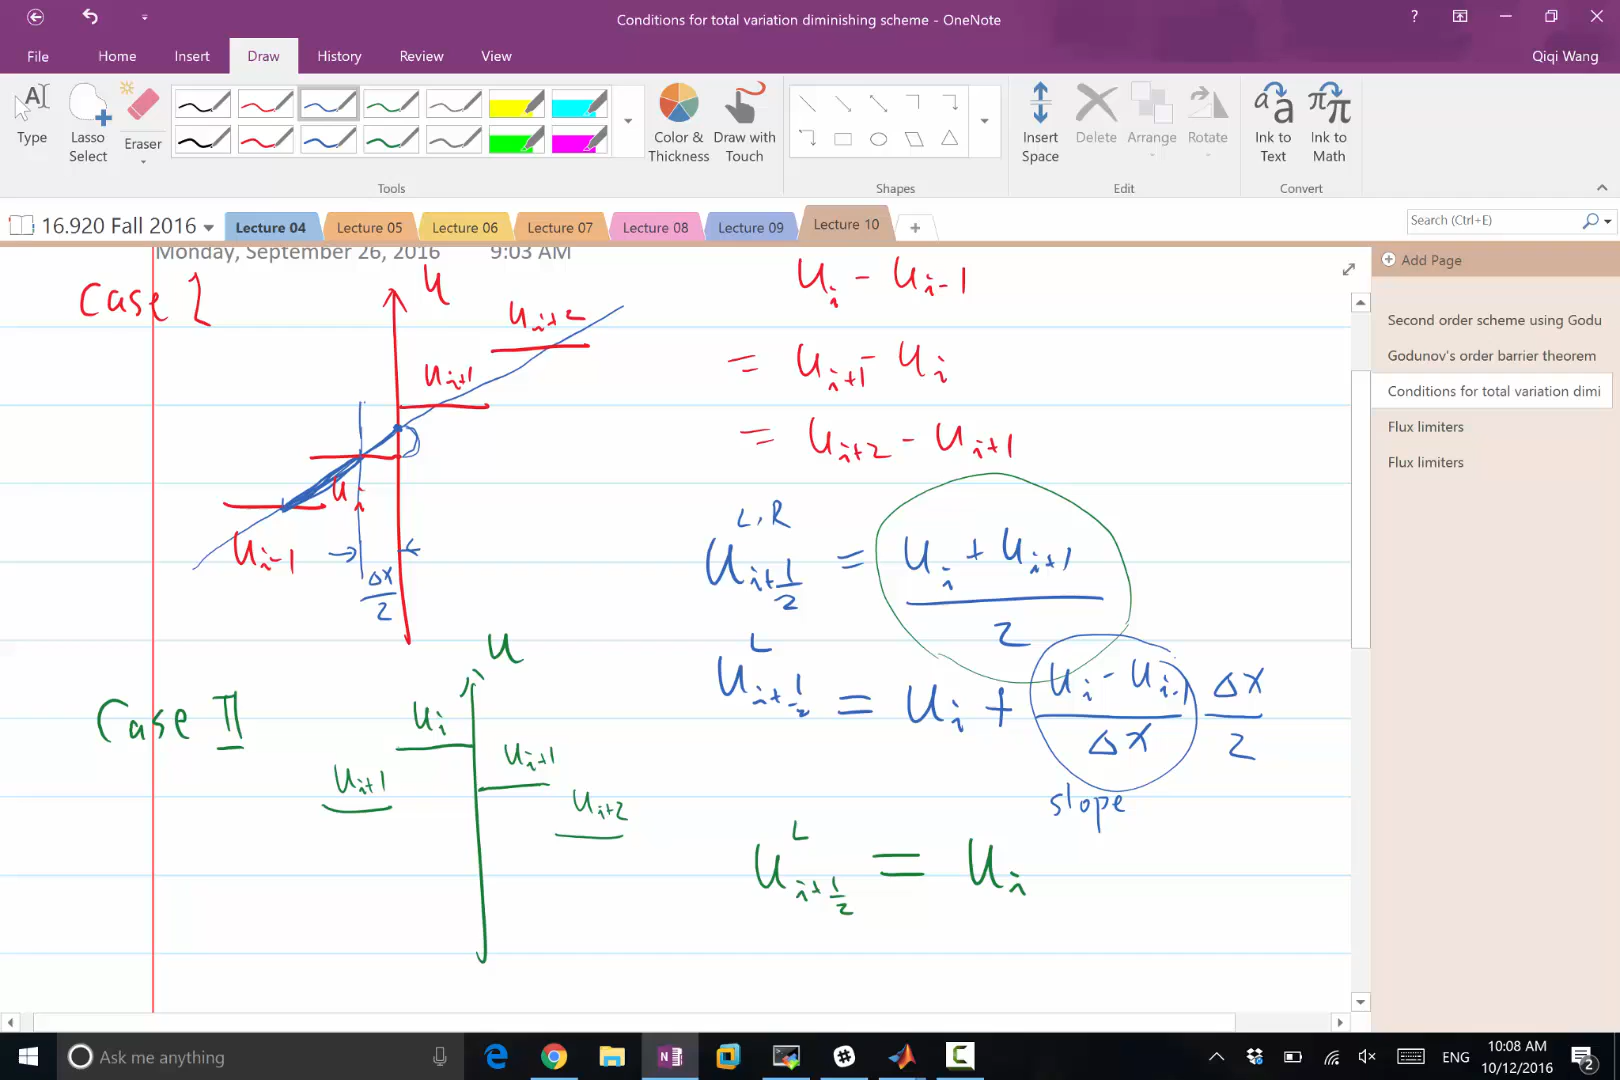 Conditions for total variation diminishing scheme - OneNote
?
File Home Insert Draw History Review View
Qiqi Wang
Type
Lasso Select
Eraser
Color & Thickness
Draw with Touch
Insert Space
Delete
Arrange
Rotate
Ink to Text
Ink to Math
Tools
Shapes
Edit
Convert
16.920 Fall 2016
Lecture 04
Lecture 05
Lecture 06
Lecture 07
Lecture 08
Lecture 09
Lecture 10
Search (Ctrl+E)
Add Page
Second order scheme using Godu
Godunov's order barrier theorem
Conditions for total variation dimi
Flux limiters
Flux limiters
Monday, September 26, 2016 9:03 AM
Case I
u
u_{i+2}
u_{i+1}
u_i
u_{i-1}
Δx/2
u_i - u_{i-1}
= u_{i+1} - u_i
= u_{i+2} - u_{i+1}
u^{L,R}_{i+1/2} = (u_i + u_{i+1})/2
u^L_{i+1/2} = u_i + (u_i - u_{i-1})/Δx Δx/2
slope
Case II
u
u_i
u_{i+1}
u_{i+1}
u_{i+2}
u^L_{i+1/2} = u_i
Ask me anything
ENG
10:08 AM
10/12/2016
2